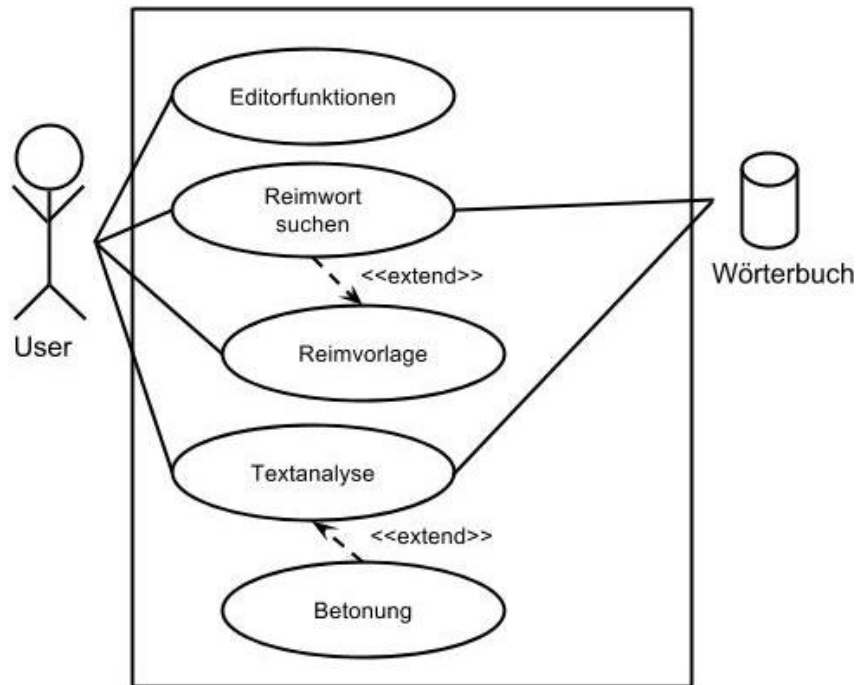 Editorfunktionen
Reimwort
suchen
<<extend>>
Wörterbuch
Reimvorlage
User
Textanalyse
<<extend>>
Betonung